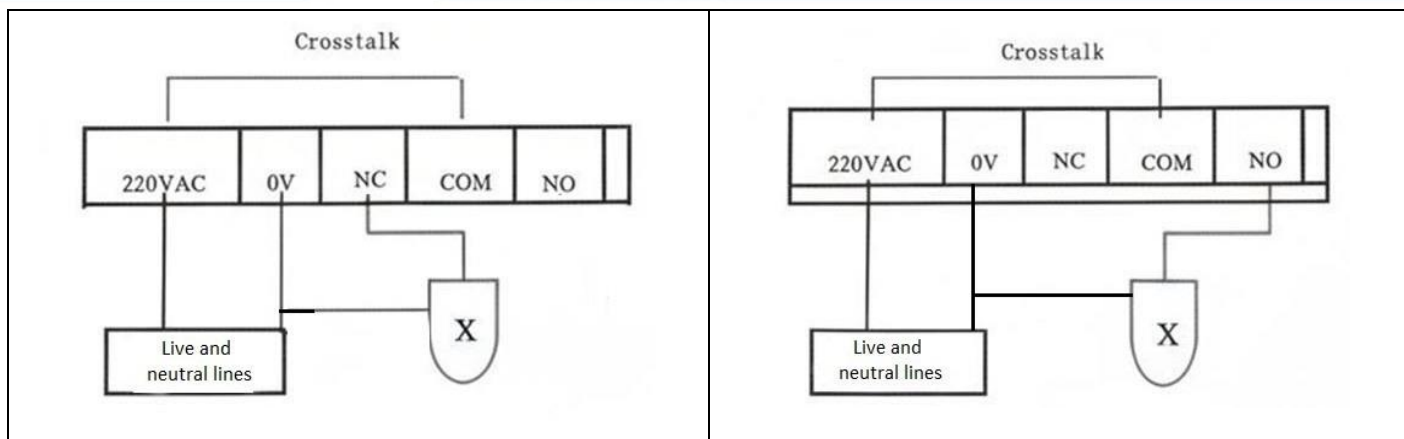 Crosstalk
220VAC 0V NC COM NO
X
Live and
neutral lines
Crosstalk
220VAC 0V NC COM NO
X
Live and
neutral lines